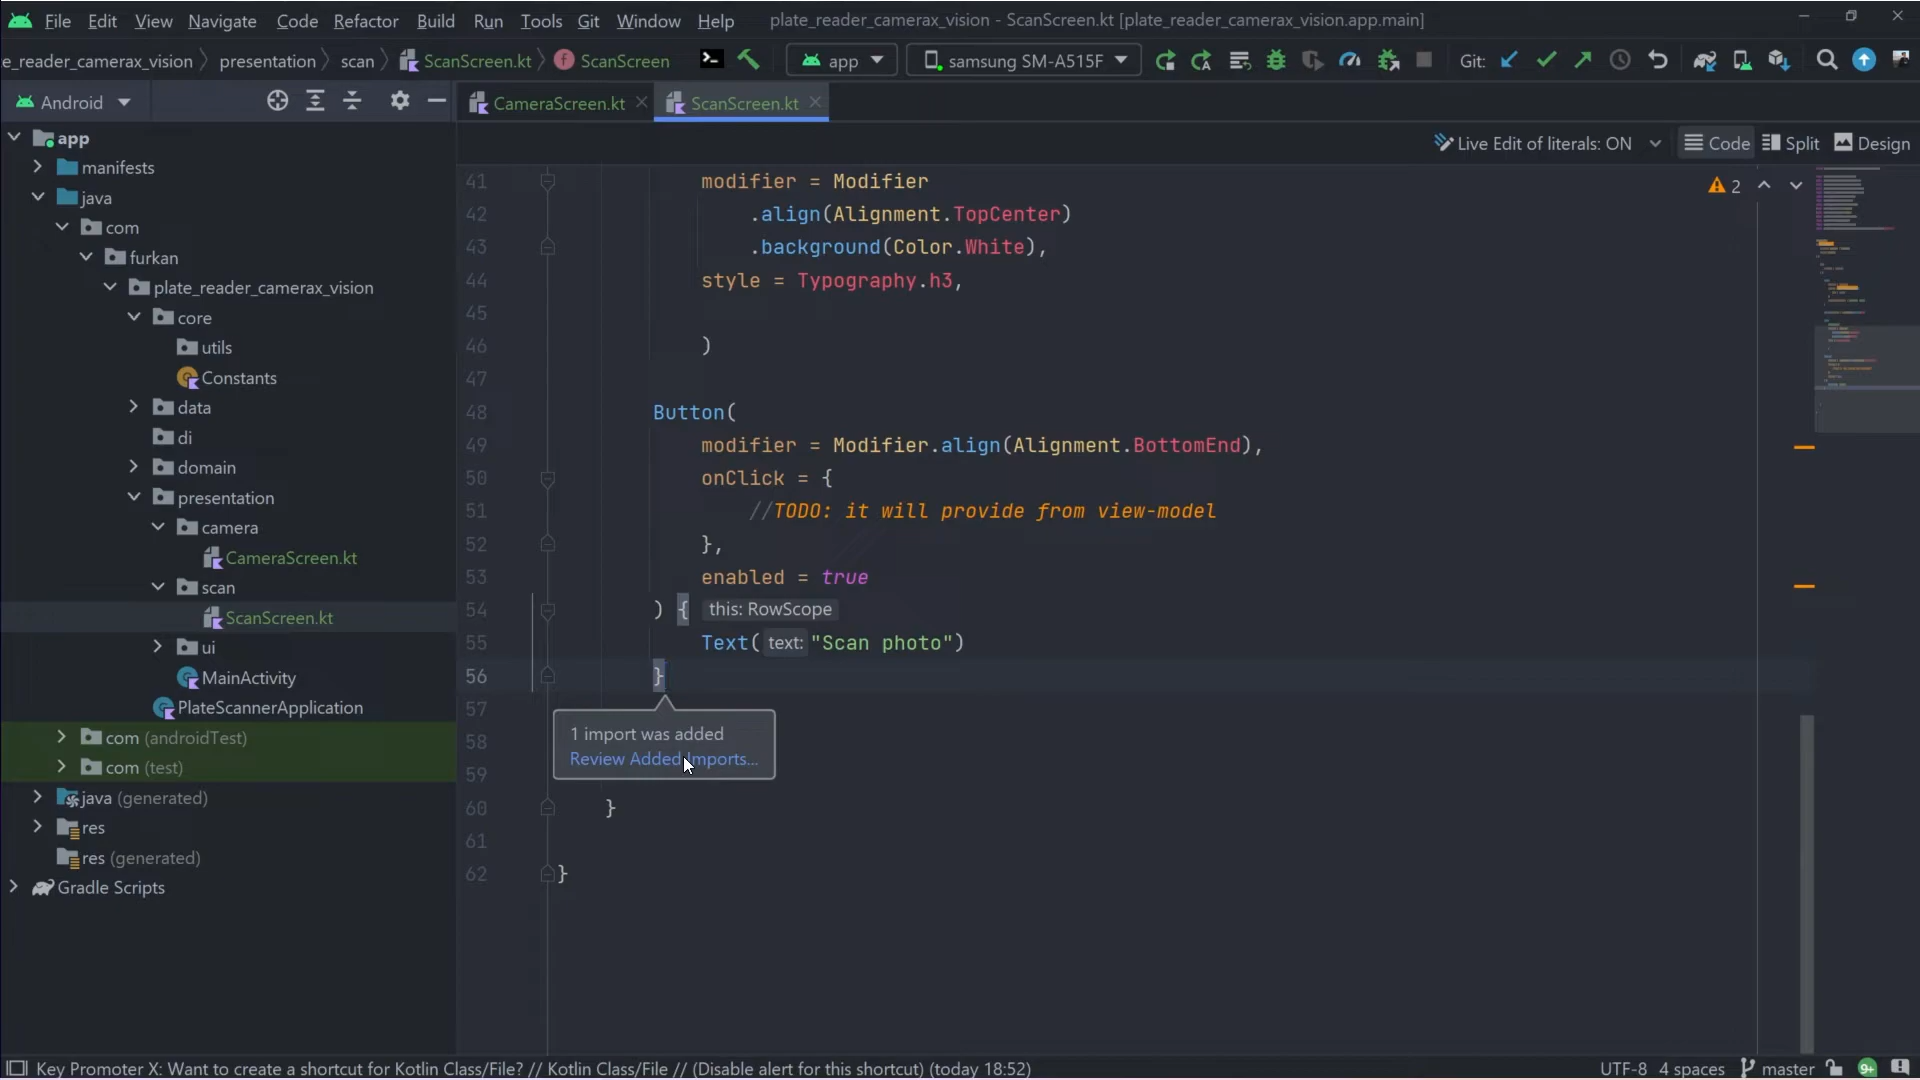 File Edit View Navigate Code Refactor Build Run Tools Git Window Help plate_reader_camerax_vision - ScanScreen.kt [plate_reader_camerax_vision.app.main]
e_reader_camerax_vision presentation scan ScanScreen.kt ScanScreen app samsung SM-A515F Git:
Android CameraScreen.kt ScanScreen.kt
Live Edit of literals: ON Code Split Design
app
manifests
java
com
furkan
plate_reader_camerax_vision
core
utils
Constants
data
di
domain
presentation
camera
CameraScreen.kt
scan
ScanScreen.kt
ui
MainActivity
PlateScannerApplication
com (androidTest)
com (test)
java (generated)
res
res (generated)
Gradle Scripts
2
41 modifier = Modifier
42 .align(Alignment.TopCenter)
43 .background(Color.White),
44 style = Typography.h3,
45
46 )
47
48 Button(
49 modifier = Modifier.align(Alignment.BottomEnd),
50 onClick = {
51 //TODO: it will provide from view-model
52 },
53 enabled = true
54 ) { this: RowScope
55 Text( text: "Scan photo")
56 }
57
58
59
60 }
61
62 }
1 import was added
Review Added Imports...
Key Promoter X: Want to create a shortcut for Kotlin Class/File? // Kotlin Class/File // (Disable alert for this shortcut) (today 18:52) UTF-8 4 spaces master 9+